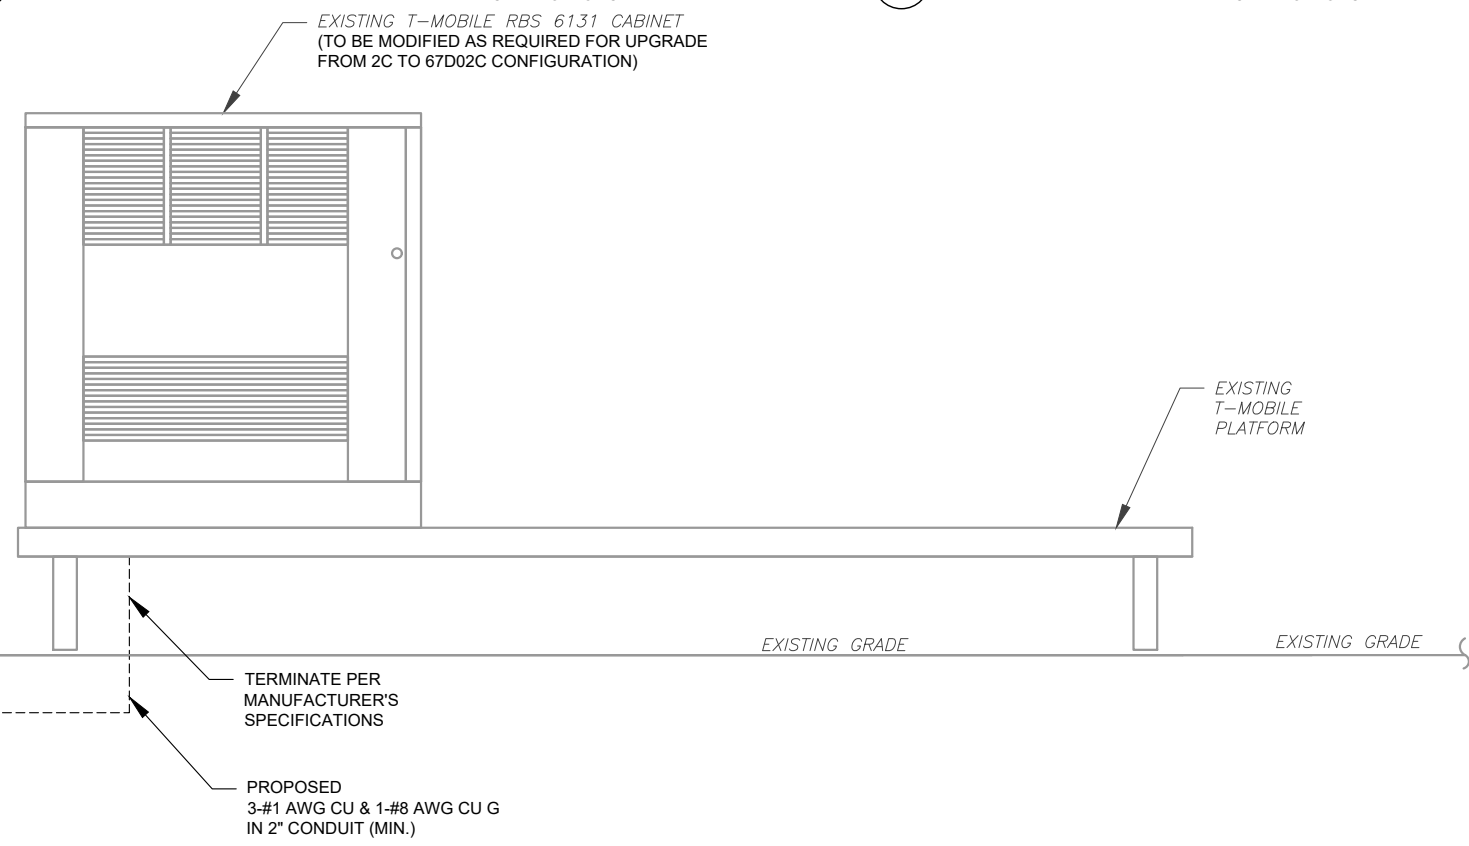 EXISTING T-MOBILE RBS 6131 CABINET
(TO BE MODIFIED AS REQUIRED FOR UPGRADE
FROM 2C TO 67D02C CONFIGURATION)
EXISTING
T-MOBILE
PLATFORM
EXISTING GRADE
EXISTING GRADE
TERMINATE PER
MANUFACTURER'S
SPECIFICATIONS
PROPOSED
3-#1 AWG CU & 1-#8 AWG CU G
IN 2" CONDUIT (MIN.)